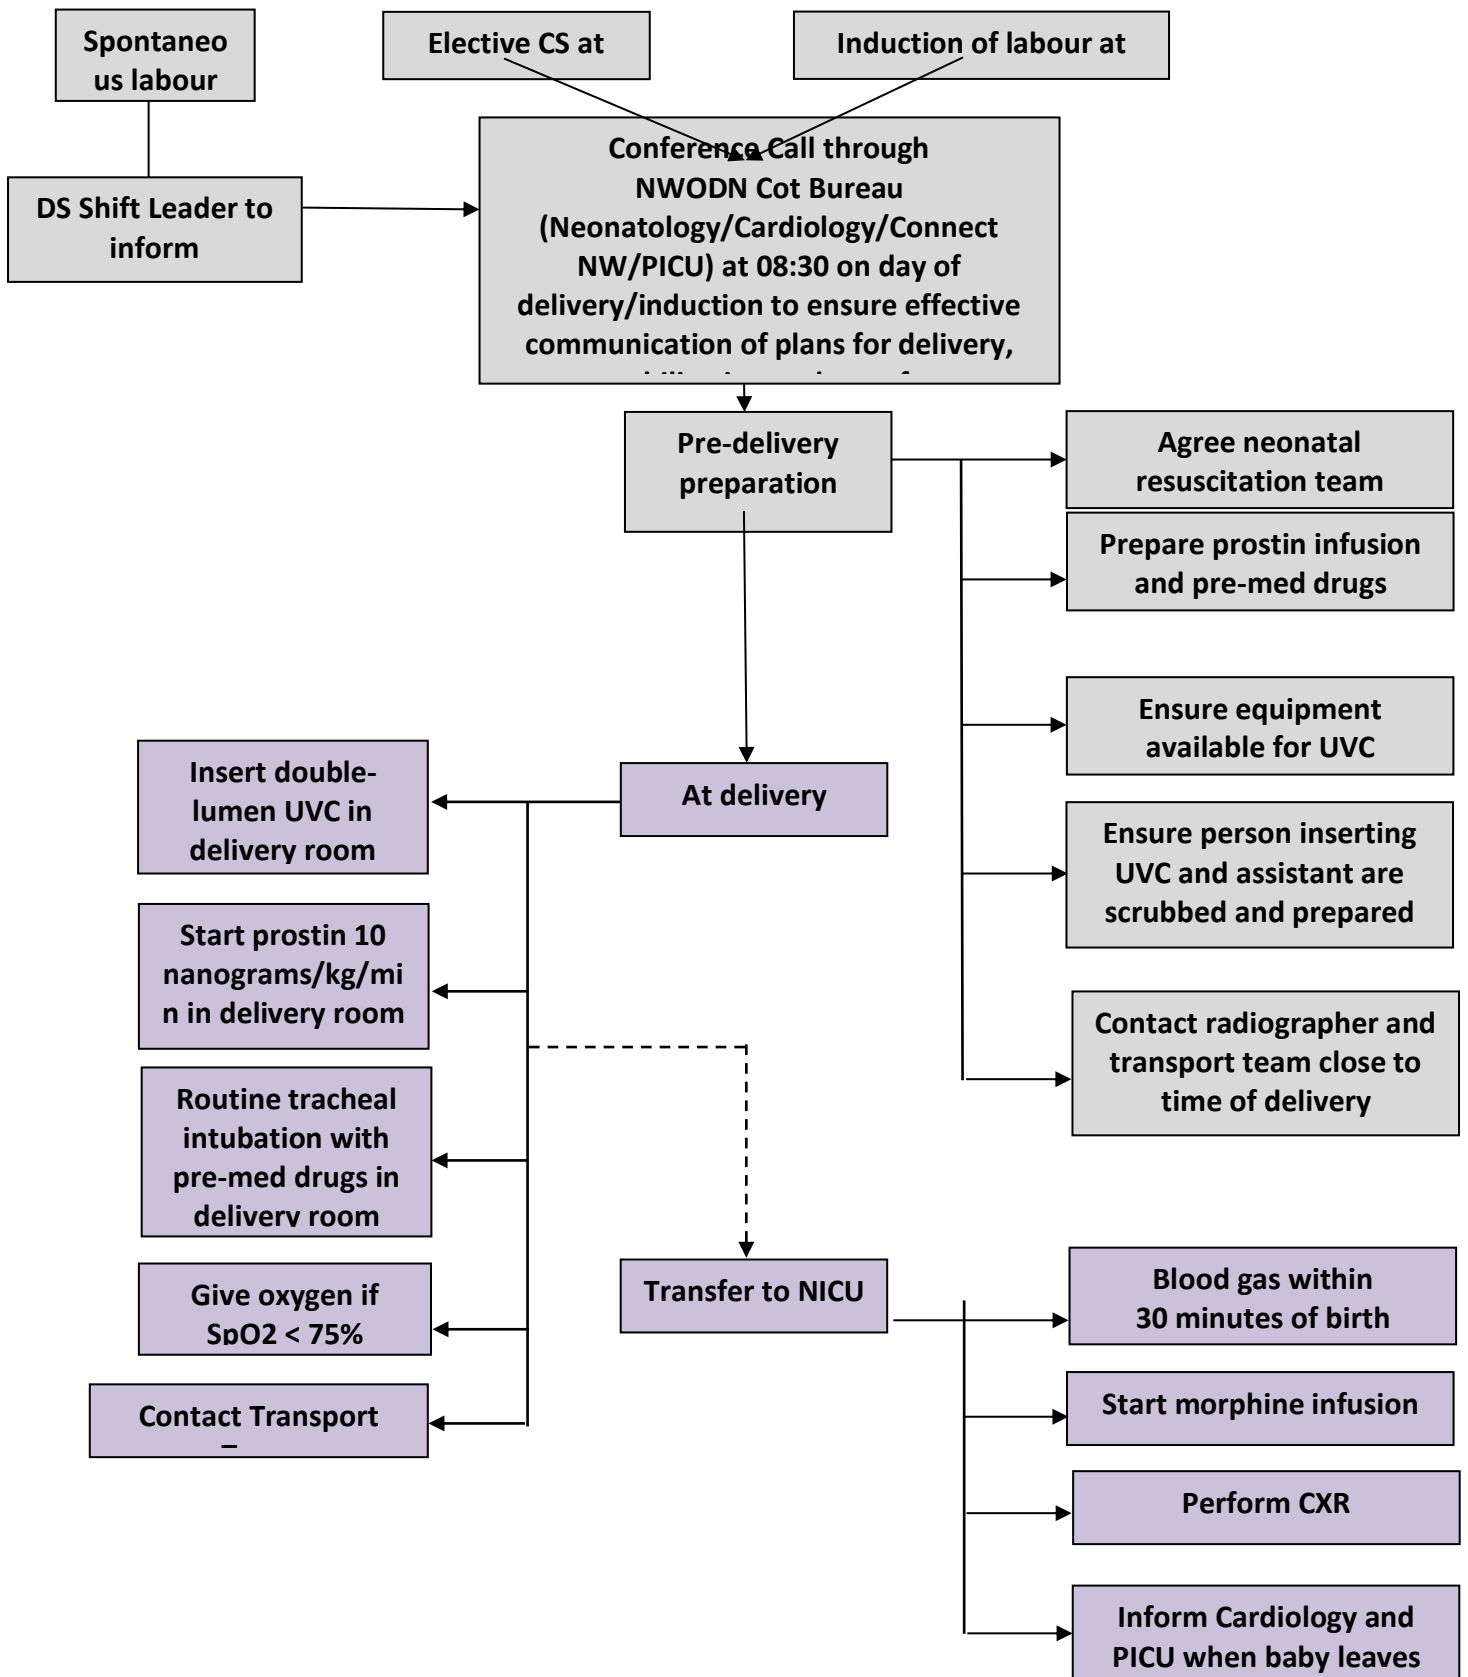 Spontaneo
us labour
Elective CS at
Induction of labour at
DS Shift Leader to
inform
Conference Call through
NWODN Cot Bureau
(Neonatology/Cardiology/Connect
NW/PICU) at 08:30 on day of
delivery/induction to ensure effective
communication of plans for delivery,
Pre-delivery
preparation
Agree neonatal
resuscitation team
Prepare prostin infusion
and pre-med drugs
Ensure equipment
available for UVC
Ensure person inserting
UVC and assistant are
scrubbed and prepared
Contact radiographer and
transport team close to
time of delivery
At delivery
Insert double-
lumen UVC in
delivery room
Start prostin 10
nanograms/kg/mi
n in delivery room
Routine tracheal
intubation with
pre-med drugs in
delivery room
Give oxygen if
SpO2 < 75%
Contact Transport
Transfer to NICU
Blood gas within
30 minutes of birth
Start morphine infusion
Perform CXR
Inform Cardiology and
PICU when baby leaves